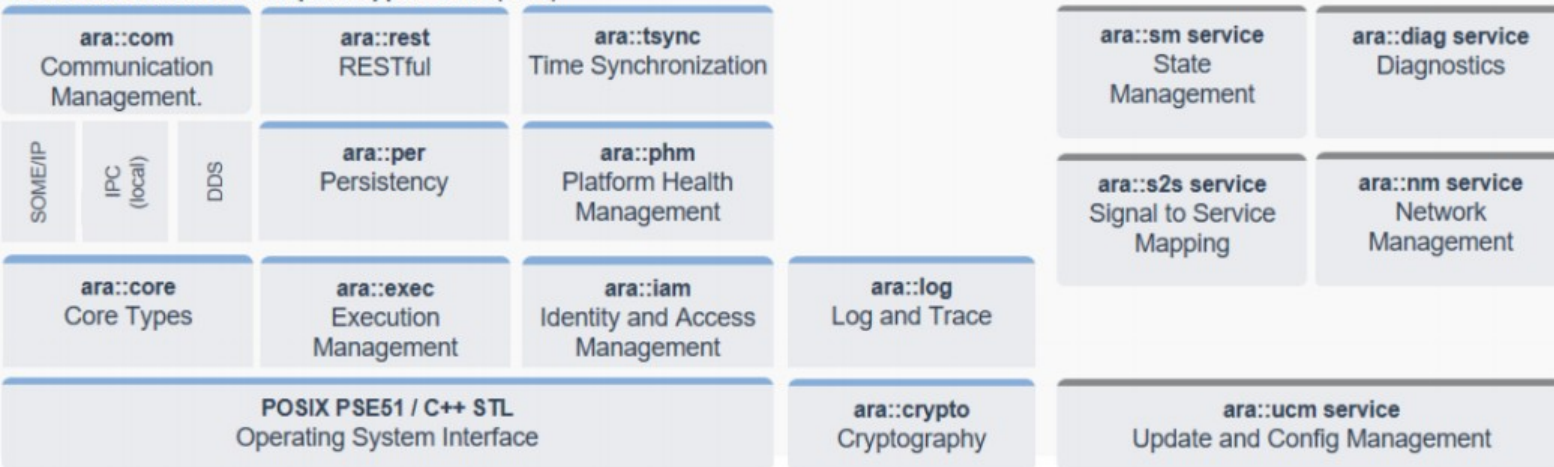 ara::com
Communication
Management.
ara::rest
RESTful
ara::tsync
Time Synchronization
ara::sm service
State
Management
ara::diag service
Diagnostics
SOME/IP
IPC
(local)
DDS
ara::per
Persistency
ara::phm
Platform Health
Management
ara::s2s service
Signal to Service
Mapping
ara::nm service
Network
Management
ara::core
Core Types
ara::exec
Execution
Management
ara::iam
Identity and Access
Management
ara::log
Log and Trace
POSIX PSE51 / C++ STL
Operating System Interface
ara::crypto
Cryptography
ara::ucm service
Update and Config Management